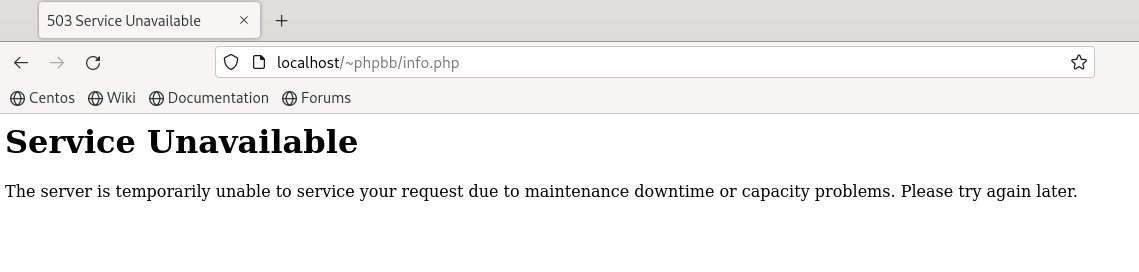 503 Service Unavailable
localhost/~phpbb/info.php
Centos Wiki Documentation Forums
Service Unavailable
The server is temporarily unable to service your request due to maintenance downtime or capacity problems. Please try again later.